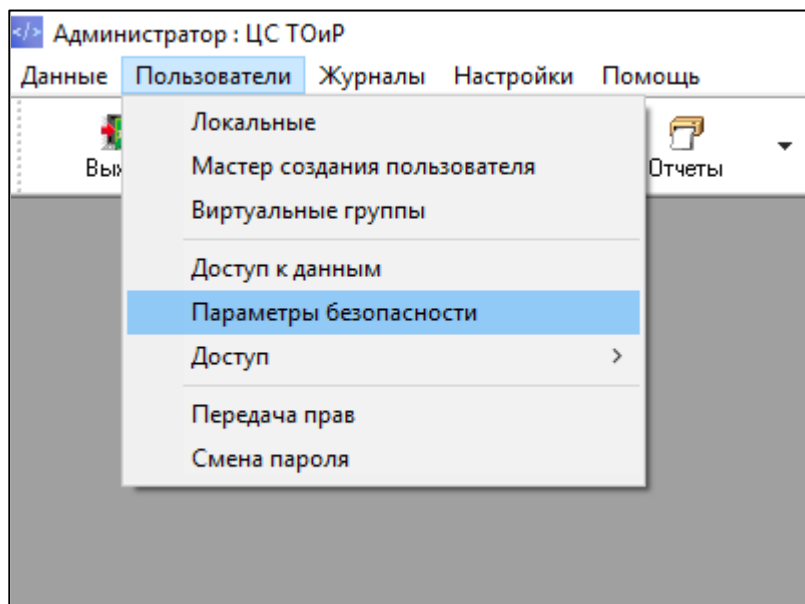 </> Администратор : ЦС ТОиР
Данные Пользователи Журналы Настройки Помощь
Локальные
Вых
Мастер создания пользователя
Отчеты
Виртуальные группы
Доступ к данным
Параметры безопасности
Доступ
Передача прав
Смена пароля